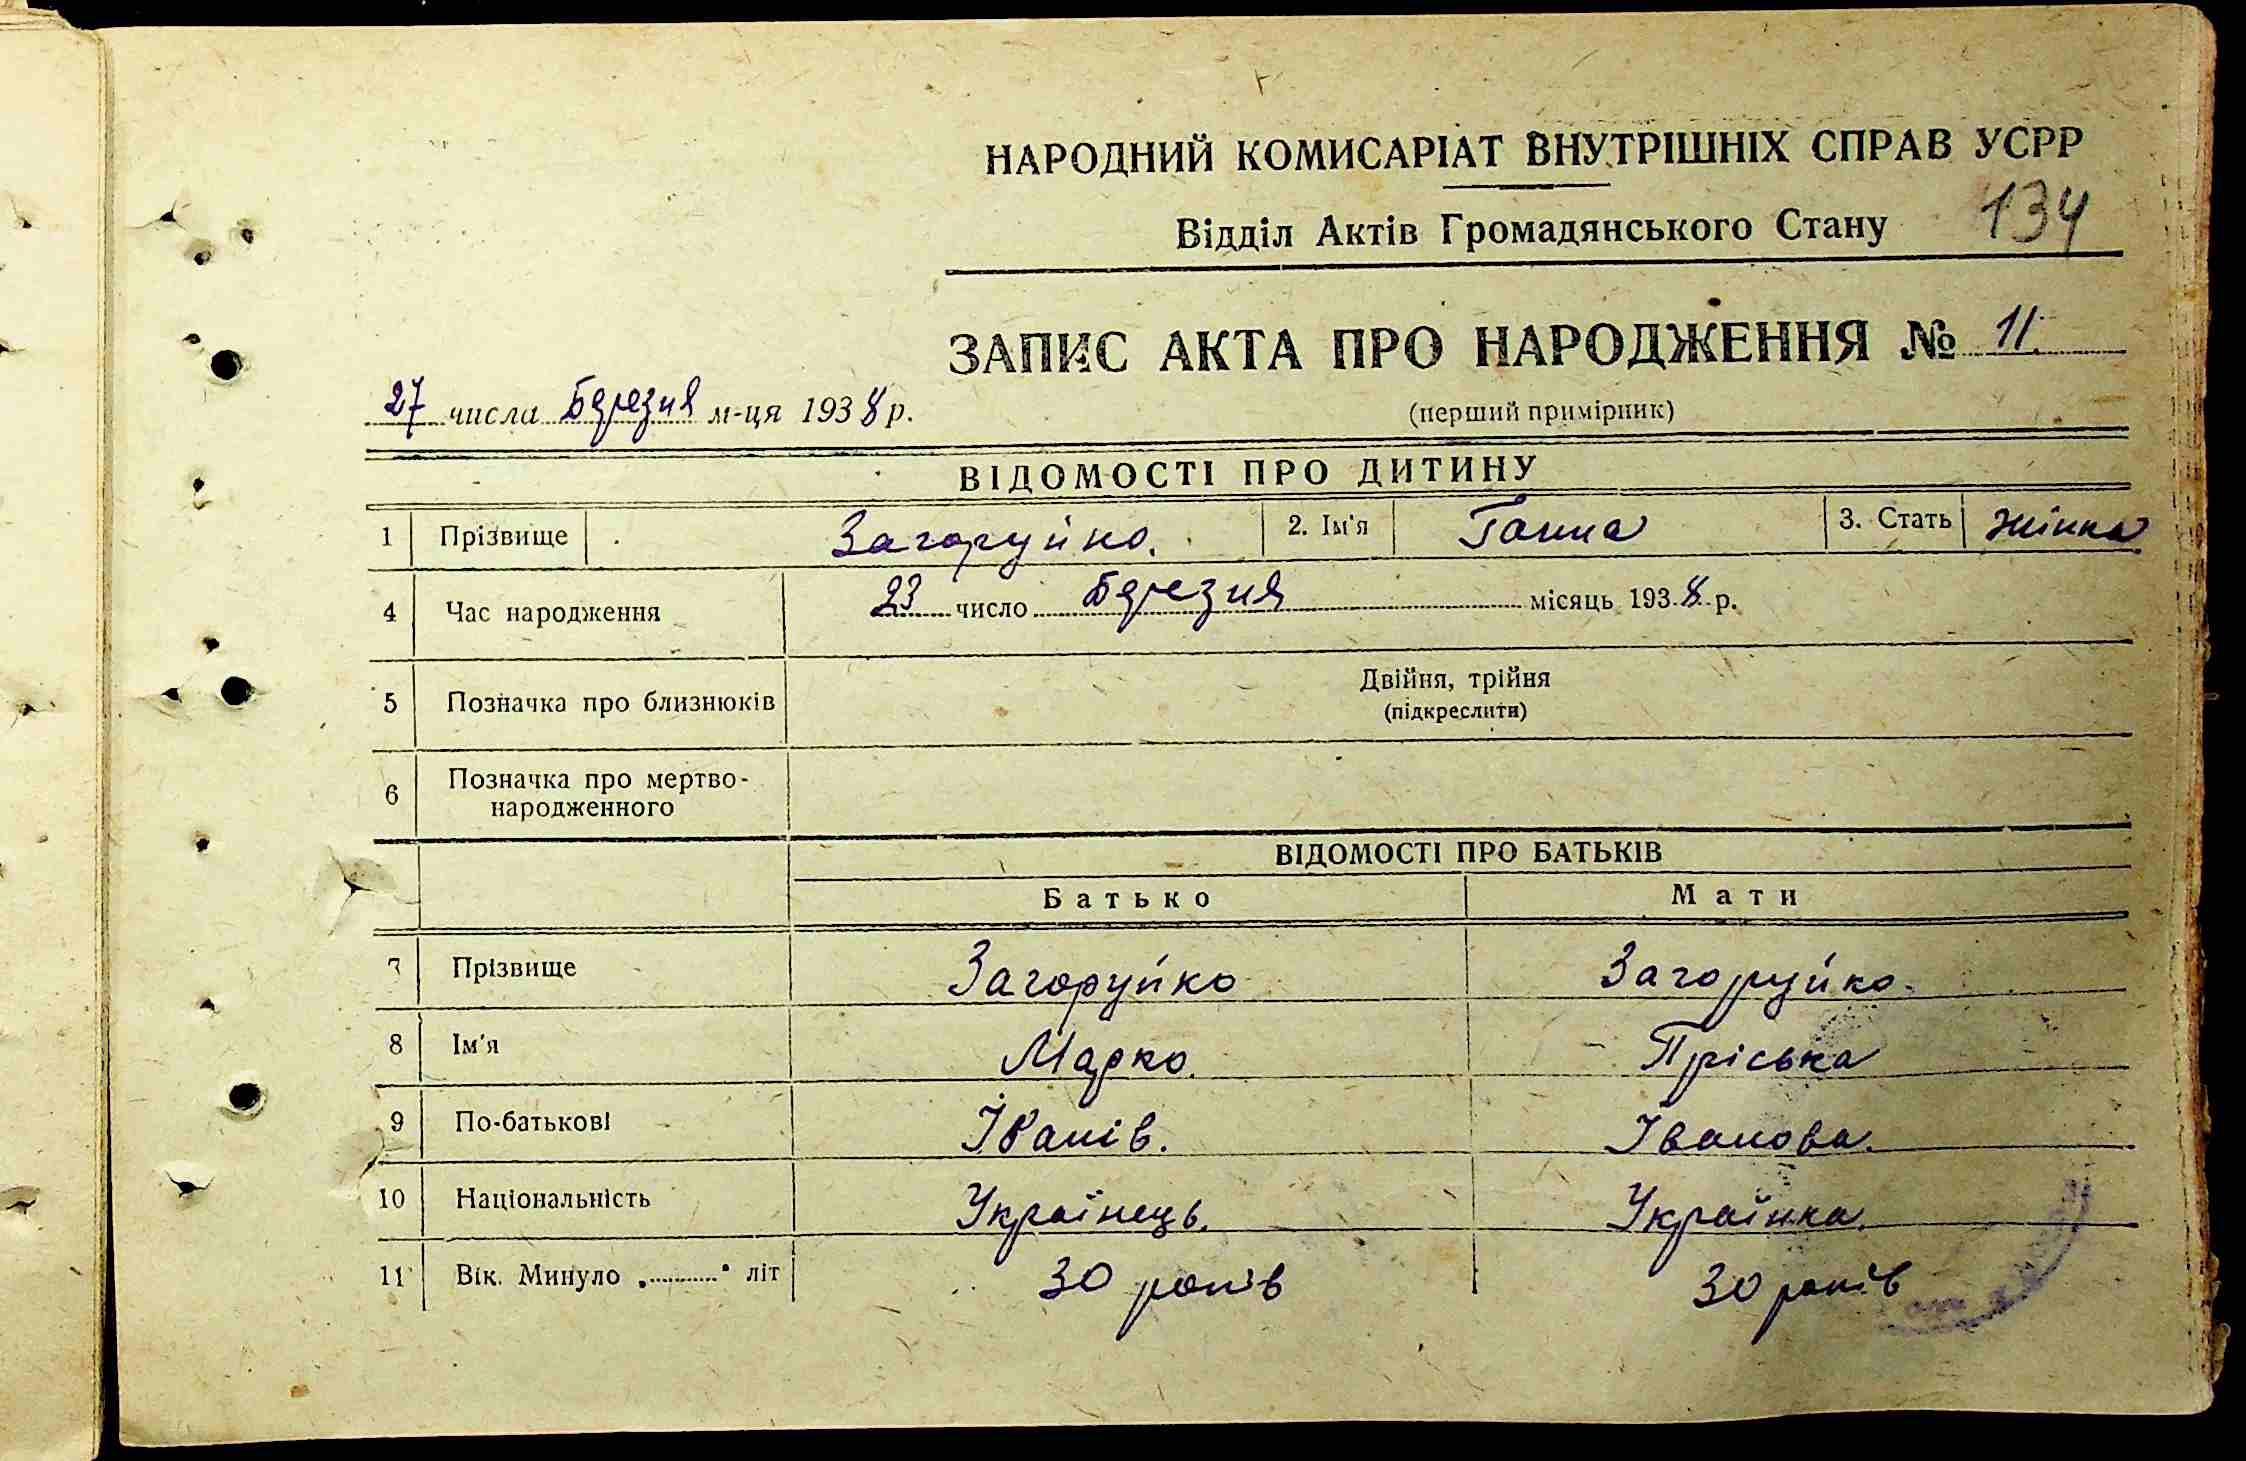 НАРОДНИЙ КОМИСАРІАТ ВНУТРІШНІХ СПРАВ УСРР
Відділ Актів Громадянського Стану 134
ЗАПИС АКТА ПРО НАРОДЖЕННЯ № 11.
27 числа Березня м-ця 1938 р.
(перший примірник)
ВІДОМОСТІ ПРО ДИТИНУ
1 Прізвище Загоруйко. 2. Ім'я Ганна 3. Стать жінка
4 Час народження 23 число Березня місяць 1938 р.
5 Позначка про близнюків Двійня, трійня
(підкреслити)
6 Позначка про мертво-
народженного
ВІДОМОСТІ ПРО БАТЬКІВ
Батько Мати
7 Прізвище Загоруйко Загоруйко.
8 Ім'я Марко. Пріська
9 По-батькові Іванів. Іванова.
10 Національність Українець. Українка.
11 Вік. Минуло „..........“ літ 30 років 30 років